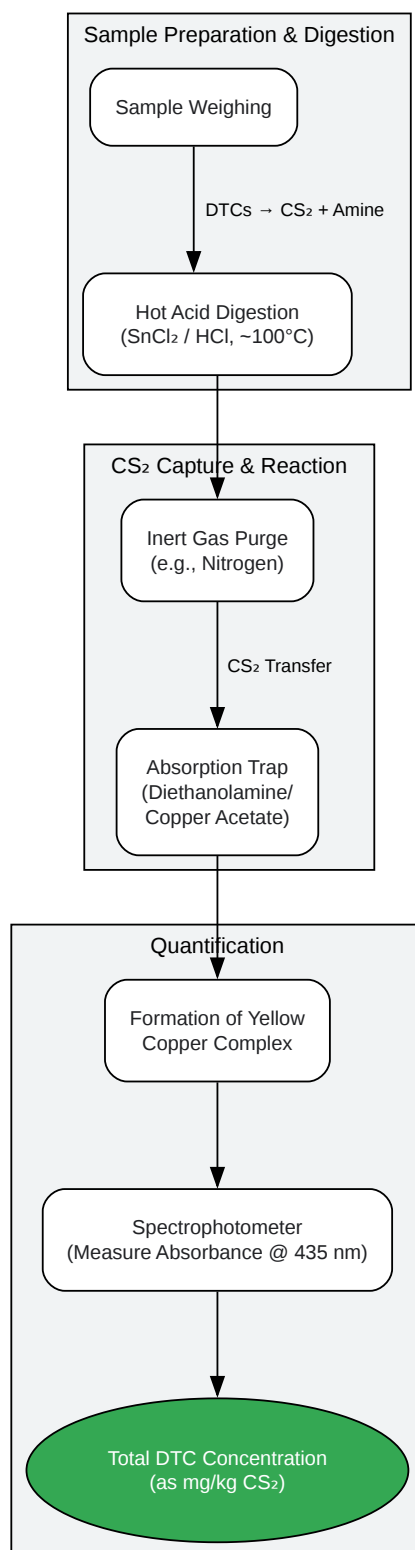 Sample Preparation & Digestion
Sample Weighing
DTCs → CS₂ + Amine
Hot Acid Digestion
(SnCl₂ / HCl, ~100°C)
CS₂ Capture & Reaction
Inert Gas Purge
(e.g., Nitrogen)
CS₂ Transfer
Absorption Trap
(Diethanolamine/
Copper Acetate)
Quantification
Formation of Yellow
Copper Complex
Spectrophotometer
(Measure Absorbance @ 435 nm)
Total DTC Concentration
(as mg/kg CS₂)